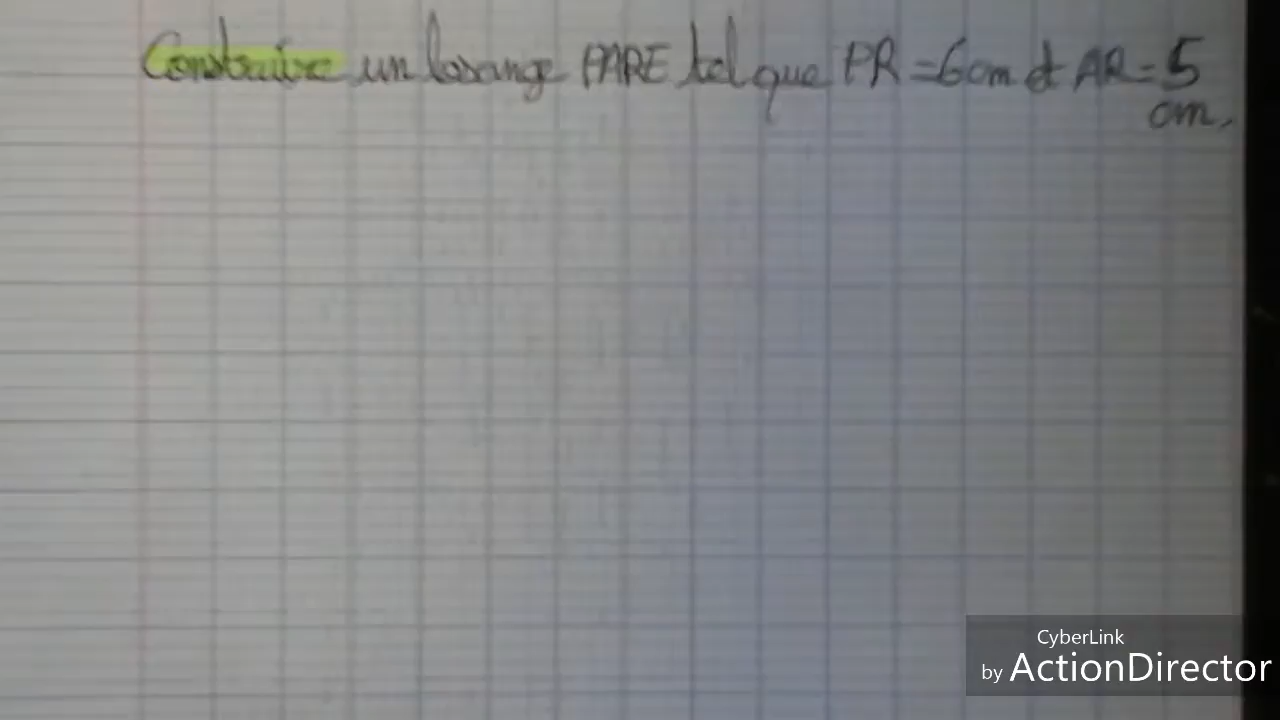 Construire un losange PARE tel que PR = 6cm et AR = 5
cm.
CyberLink
by ActionDirector